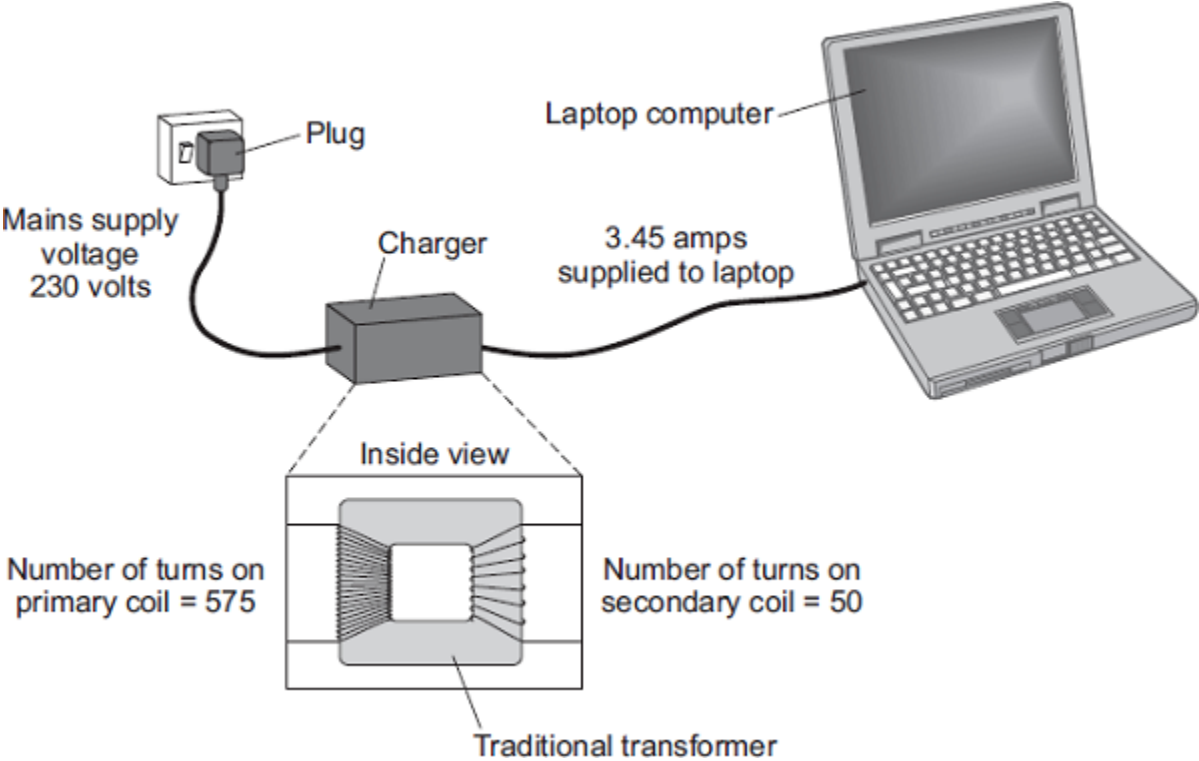 Plug
Laptop computer
Mains supply
voltage
230 volts
Charger
3.45 amps
supplied to laptop
Inside view
Number of turns on
primary coil = 575
Number of turns on
secondary coil = 50
Traditional transformer